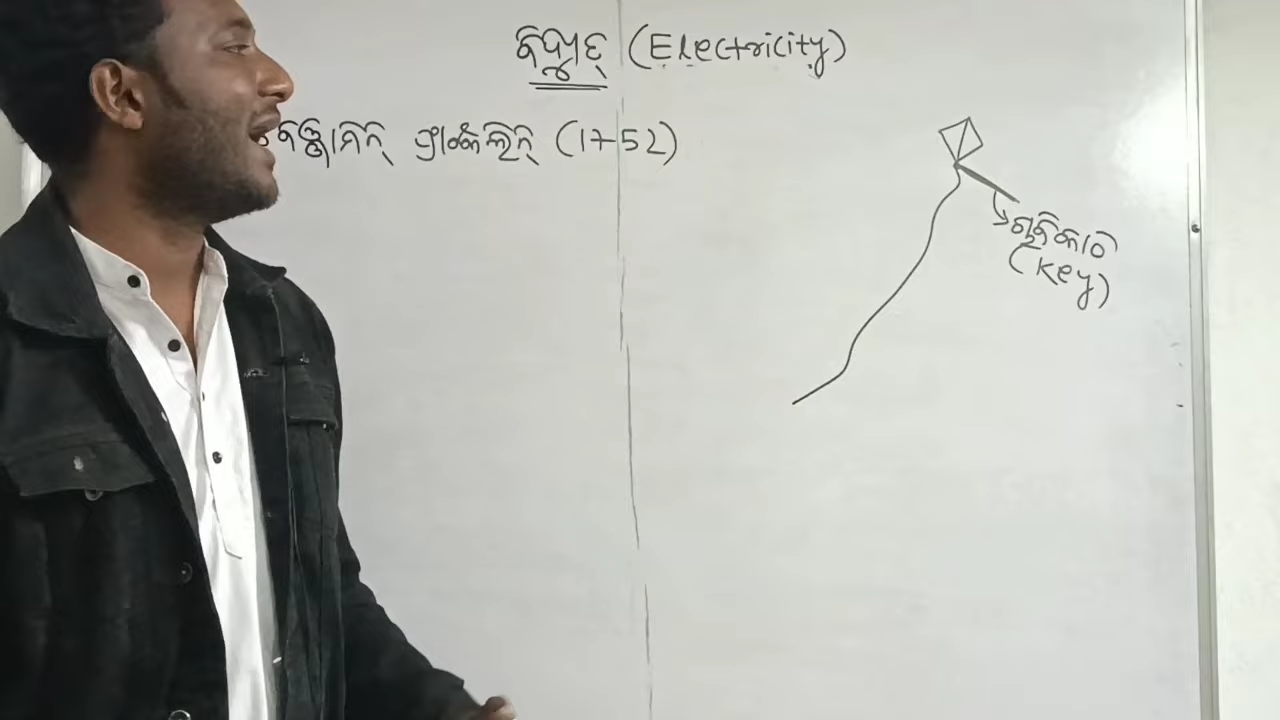 ବିଦ୍ୟୁତ୍ (Electricity)
ବେଞ୍ଜାମିନ୍ ଫ୍ରାଙ୍କଲିନ୍ (1752)
ଚାବିକାଠି
(Key)